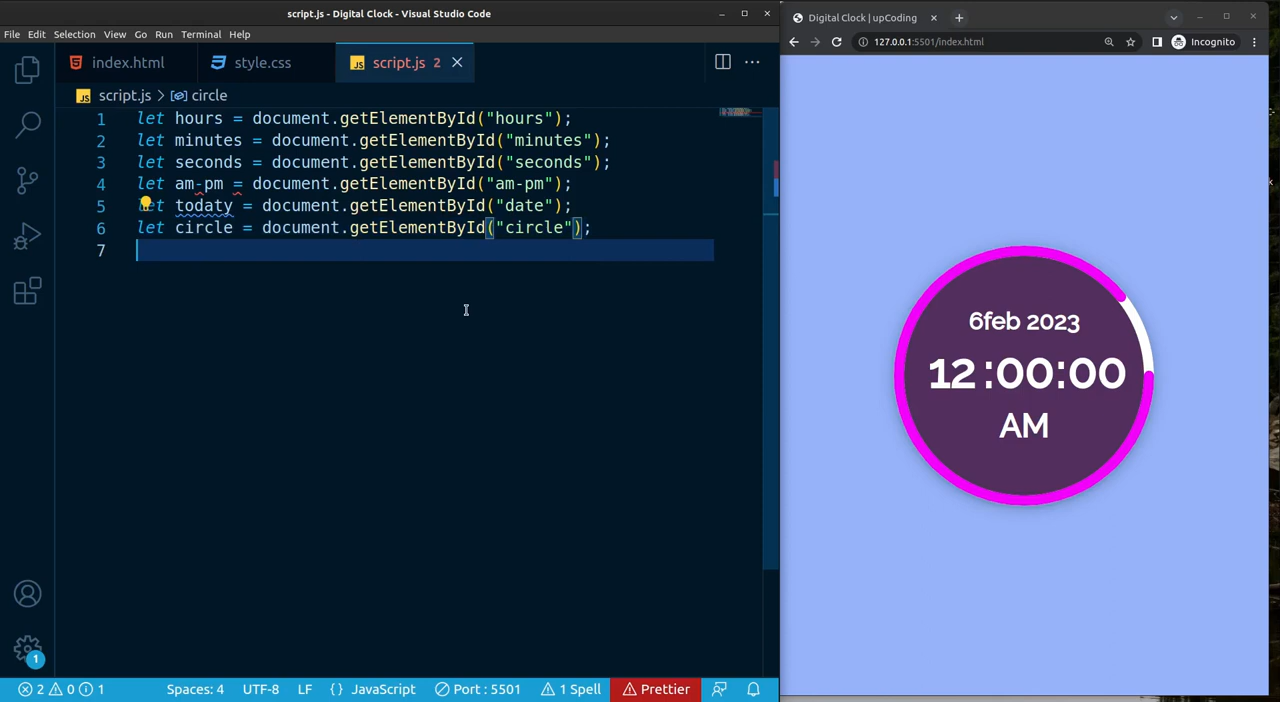 script.js - Digital Clock - Visual Studio Code
File Edit Selection View Go Run Terminal Help
index.html style.css script.js 2
script.js > circle
1 let hours = document.getElementById("hours");
2 let minutes = document.getElementById("minutes");
3 let seconds = document.getElementById("seconds");
4 let am-pm = document.getElementById("am-pm");
5 let todaty = document.getElementById("date");
6 let circle = document.getElementById("circle");
7
1
2 0 1 Spaces: 4 UTF-8 LF {} JavaScript Port : 5501 1 Spell Prettier
Digital Clock | upCoding
127.0.0.1:5501/index.html Incognito
6feb 2023
12:00:00
AM